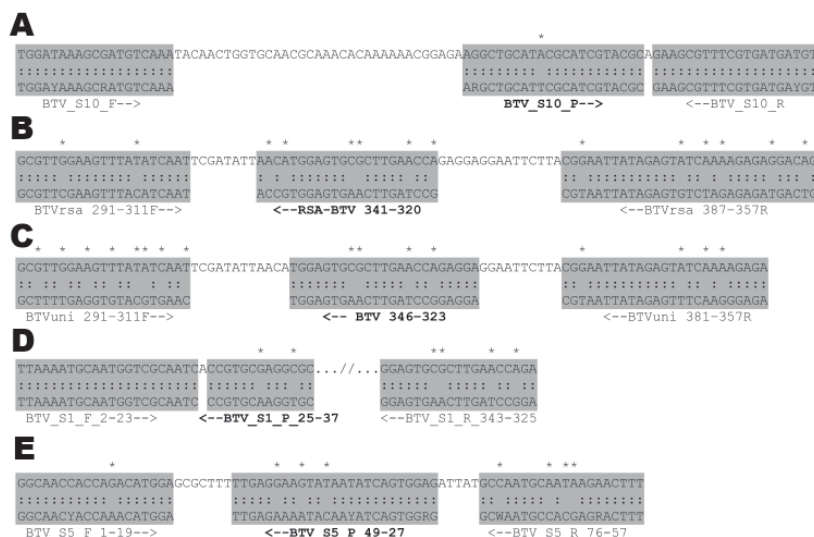 A
*
TGGATAAAGCGATGTCAAATACAACTGGTGCAACGCAAACACAAAAAACGGAGAAGGCTGCATACGCATCGTACGCAGAAGCGTTTCGTGATGATGT
::::::::::::::::::: :::::::::: :::::::::::: ::::::::::::::::::::
TGGAYAAAGCRATGTCAAA ARGCTGCATTCGCATCGTACGC GAAGCGTTTCGTGATGAYGT
BTV_S10_F--> BTV_S10_P--> <--BTV_S10_R
B
* * * * ** * * * * * * *
GCGTTGGAAGTTTATATCAATTCGATATTAACATGGAGTGCGCTTGAACCAGAGGAGGAATTCTTACGGAATTATAGAGTATCAAAAGAGAGGACAG
GCGTTCGAAGTTTACATCAAT ACCGTGGAGTGAACTTGATCCG CGTAATTATAGAGTGTCTAGAGAGATGACTG
BTVrsa 291-311F--> <--RSA-BTV 341-320 <--BTVrsa 387-357R
C
* * * * ** * * ** * * * * * *
GCGTTGGAAGTTTATATCAATTCGATATTAACATGGAGTGCGCTTGAACCAGAGGAGGAATTCTTACGGAATTATAGAGTATCAAAAGAGA
GCTTTTGAGGTGTACGTGAAC TGGAGTGAACTTGATCCGGAGGA CGTAATTATAGAGTTTCAAGGGAGA
BTVuni 291-311F--> <-- BTV 346-323 <--BTVuni 381-357R
D
* * ** * *
TTAAAATGCAATGGTCGCAATCACCGTGCGAGGCGC...//...GGAGTGCGCTTGAACCAGA
TTAAAATGCAATGGTCGCAATC CCGTGCAAGGTGC GGAGTGAACTTGATCCGGA
BTV_S1_F_2-23--> <--BTV_S1_P_25-37 <--BTV_S1_R_343-325
E
* * * * * * **
GGCAACCACCAGACATGGAGCGCTTTTTGAGGAAGTATAATATCAGTGGAGATTATGCCAATGCAATAAGAACTTT
GGCAACYACCAAACATGGA TTGAGAAAATACAAYATCAGTGGRG GCWAATGCCACGAGRACTTT
BTV S5 F 1-19--> <--BTV S5 P 49-27 <--BTV S5 R 76-57